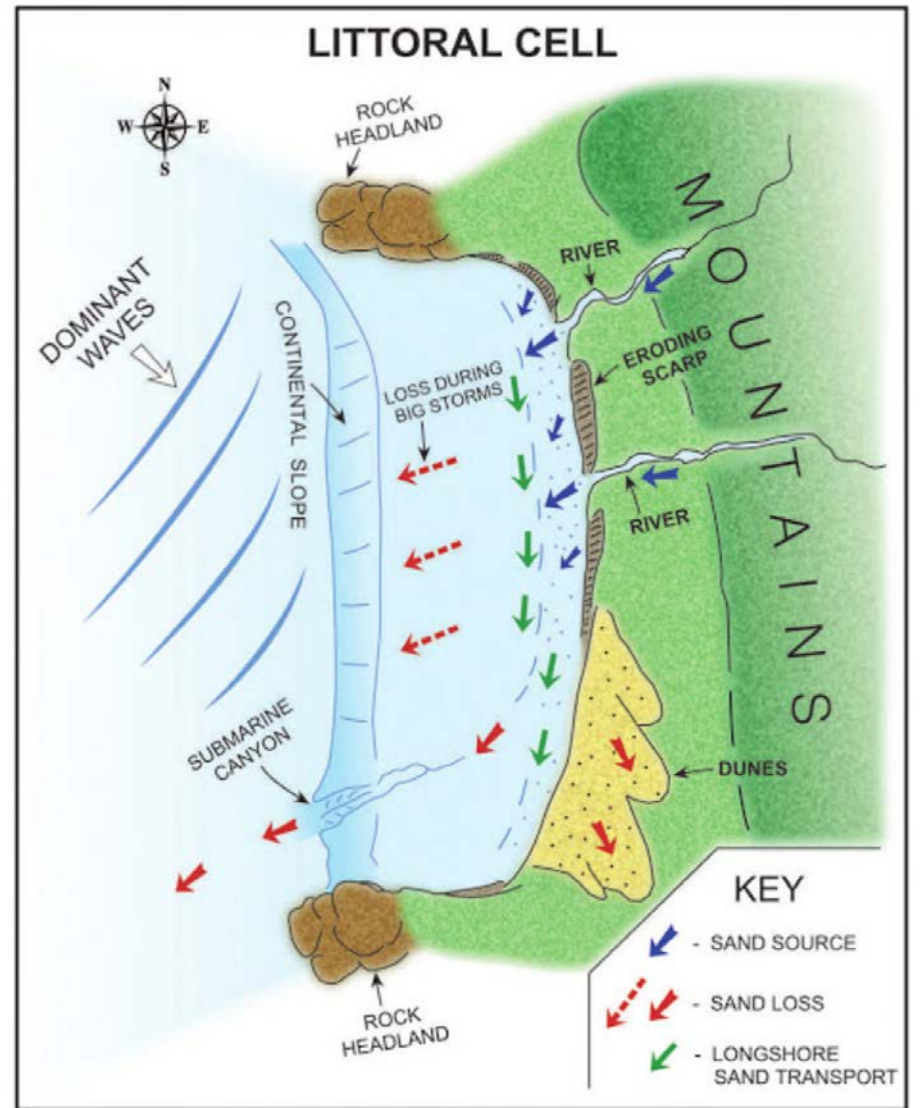 LITTORAL CELL
N
W E
S
ROCK
HEADLAND
DOMINANT
WAVES
CONTINENTAL SLOPE
LOSS DURING
BIG STORMS
RIVER
ERODING
SCARP
RIVER
MOUNTAINS
SUBMARINE
CANYON
DUNES
ROCK
HEADLAND
KEY
- SAND SOURCE
- SAND LOSS
- LONGSHORE
SAND TRANSPORT